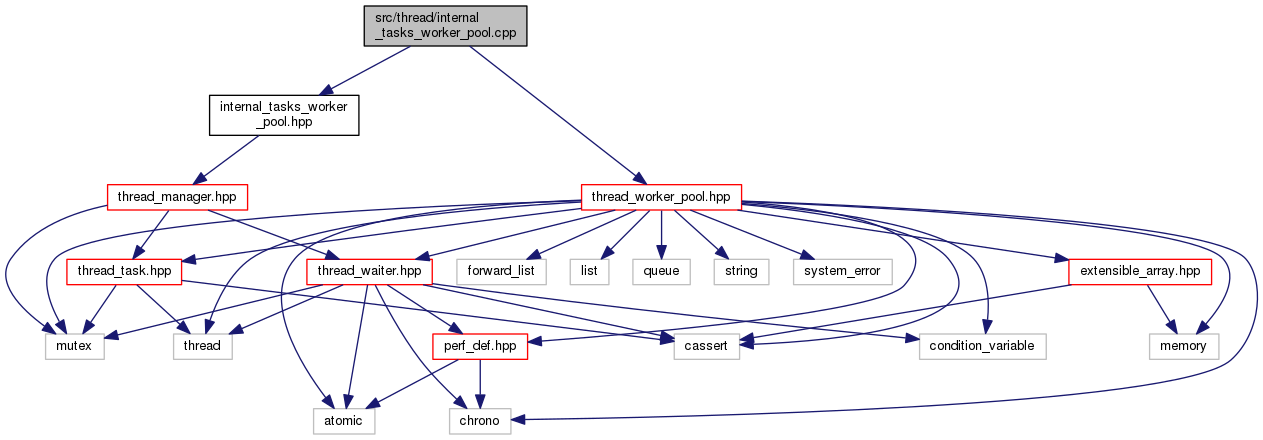 src/thread/internal
_tasks_worker_pool.cpp
internal_tasks_worker
_pool.hpp
thread_manager.hpp
thread_worker_pool.hpp
thread_task.hpp
thread_waiter.hpp
forward_list
list
queue
string
system_error
extensible_array.hpp
mutex
thread
perf_def.hpp
cassert
condition_variable
memory
atomic
chrono